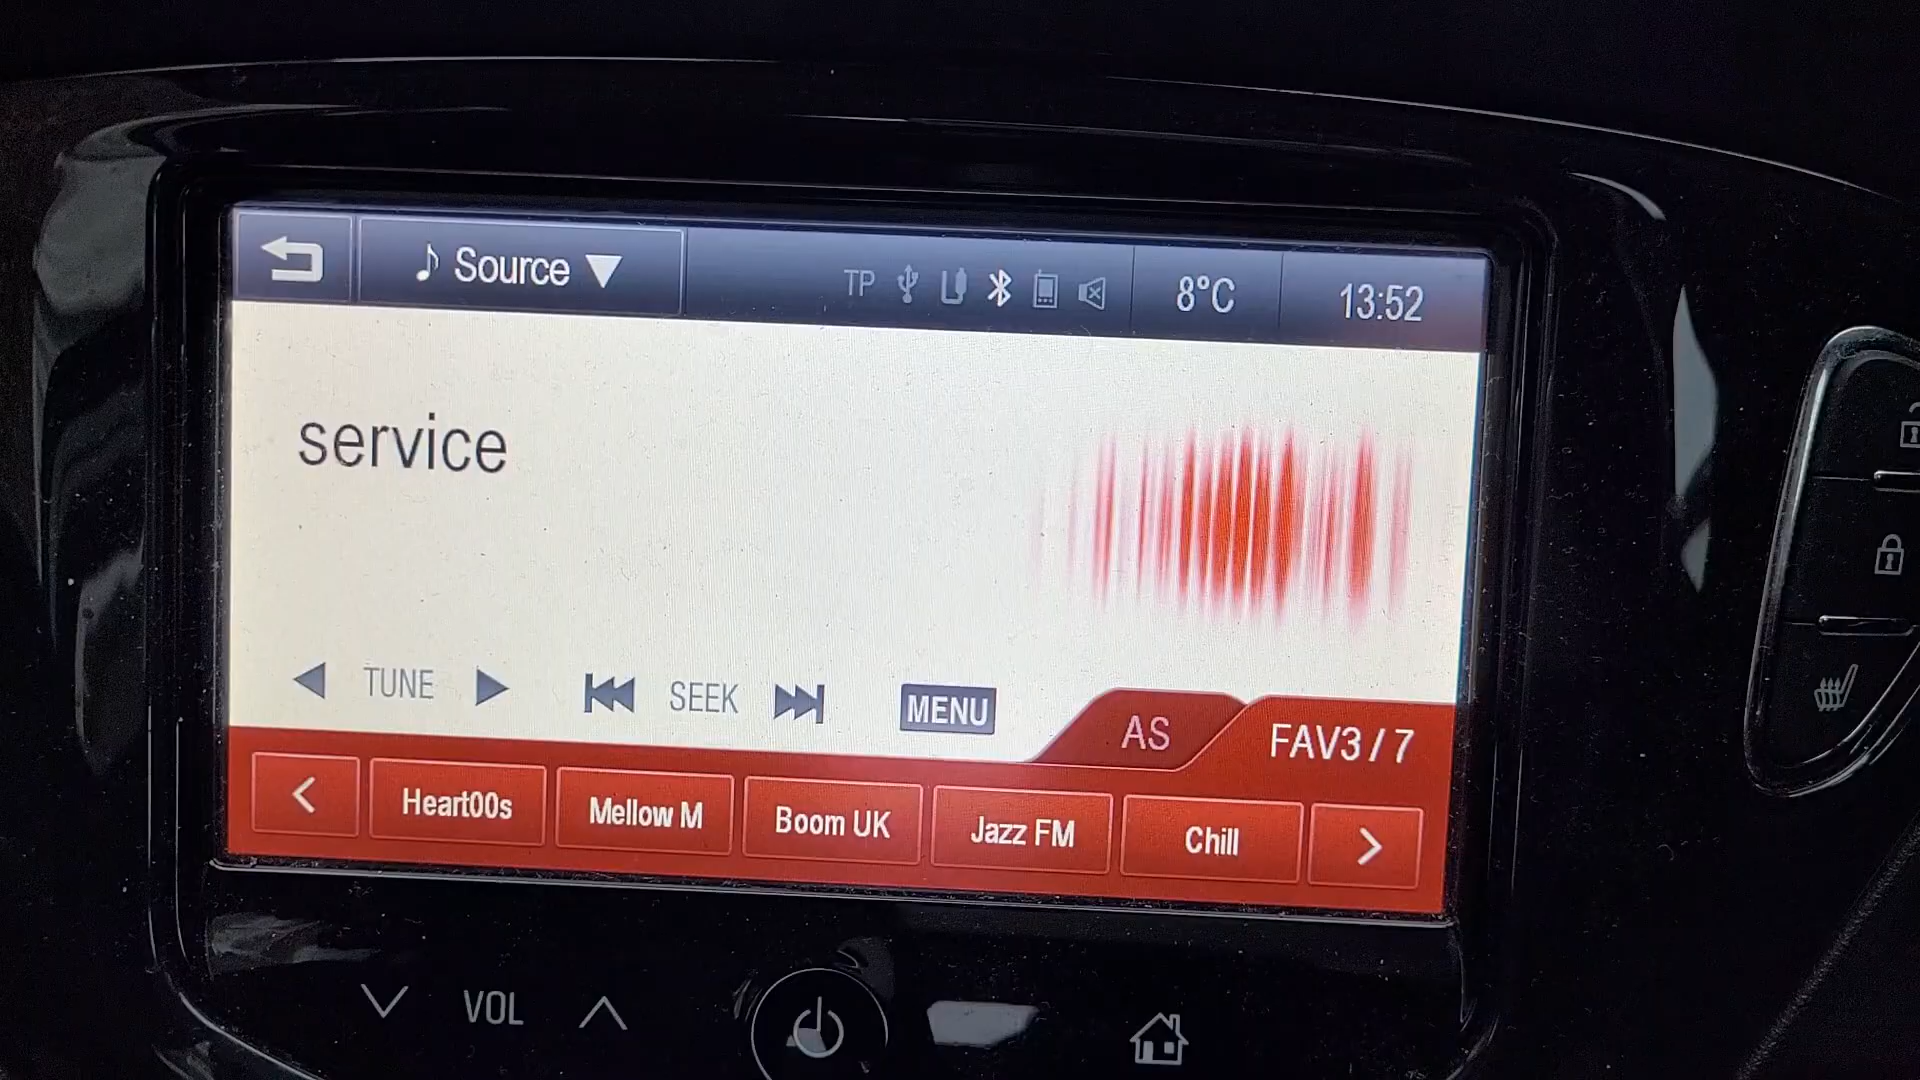 Source
TP
8°C
13:52
service
TUNE
SEEK
MENU
AS
FAV3 / 7
Heart00s
Mellow M
Boom UK
Jazz FM
Chill
VOL